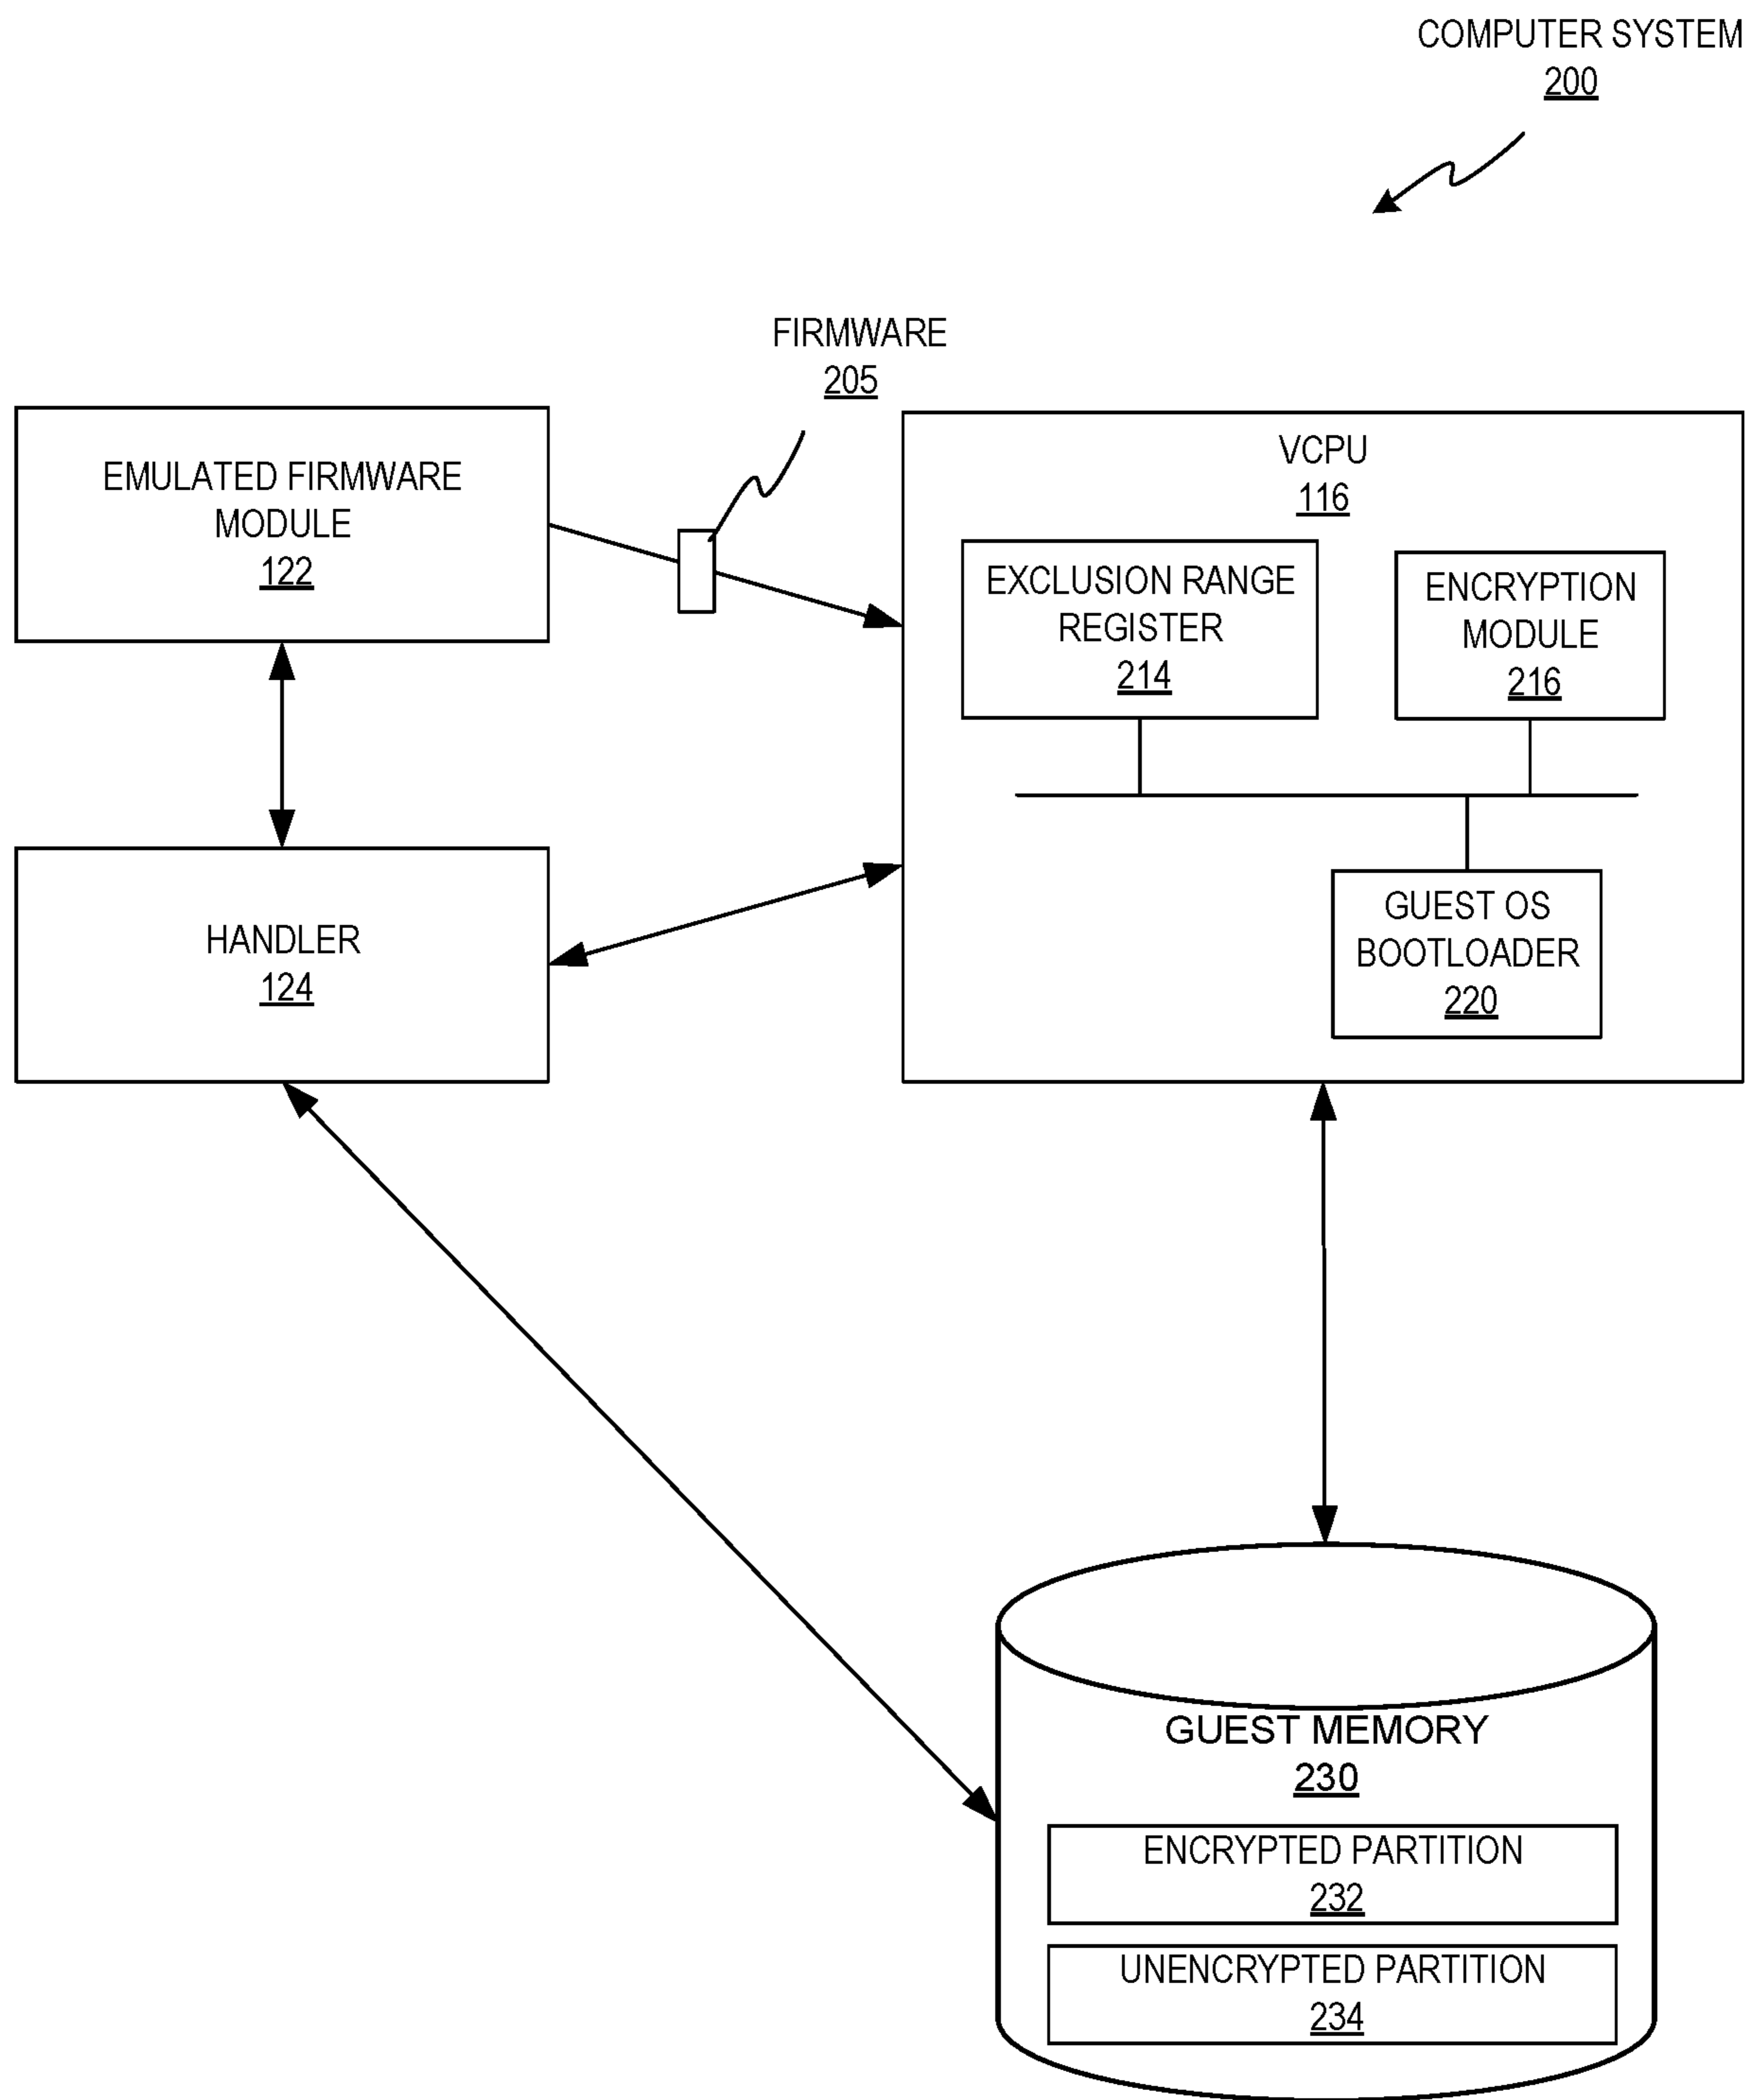 COMPUTER SYSTEM
200
FIRMWARE
205
EMULATED FIRMWARE
MODULE
122
VCPU
116
EXCLUSION RANGE
REGISTER
214
ENCRYPTION
MODULE
216
HANDLER
124
GUEST OS
BOOTLOADER
220
GUEST MEMORY
230
ENCRYPTED PARTITION
232
UNENCRYPTED PARTITION
234